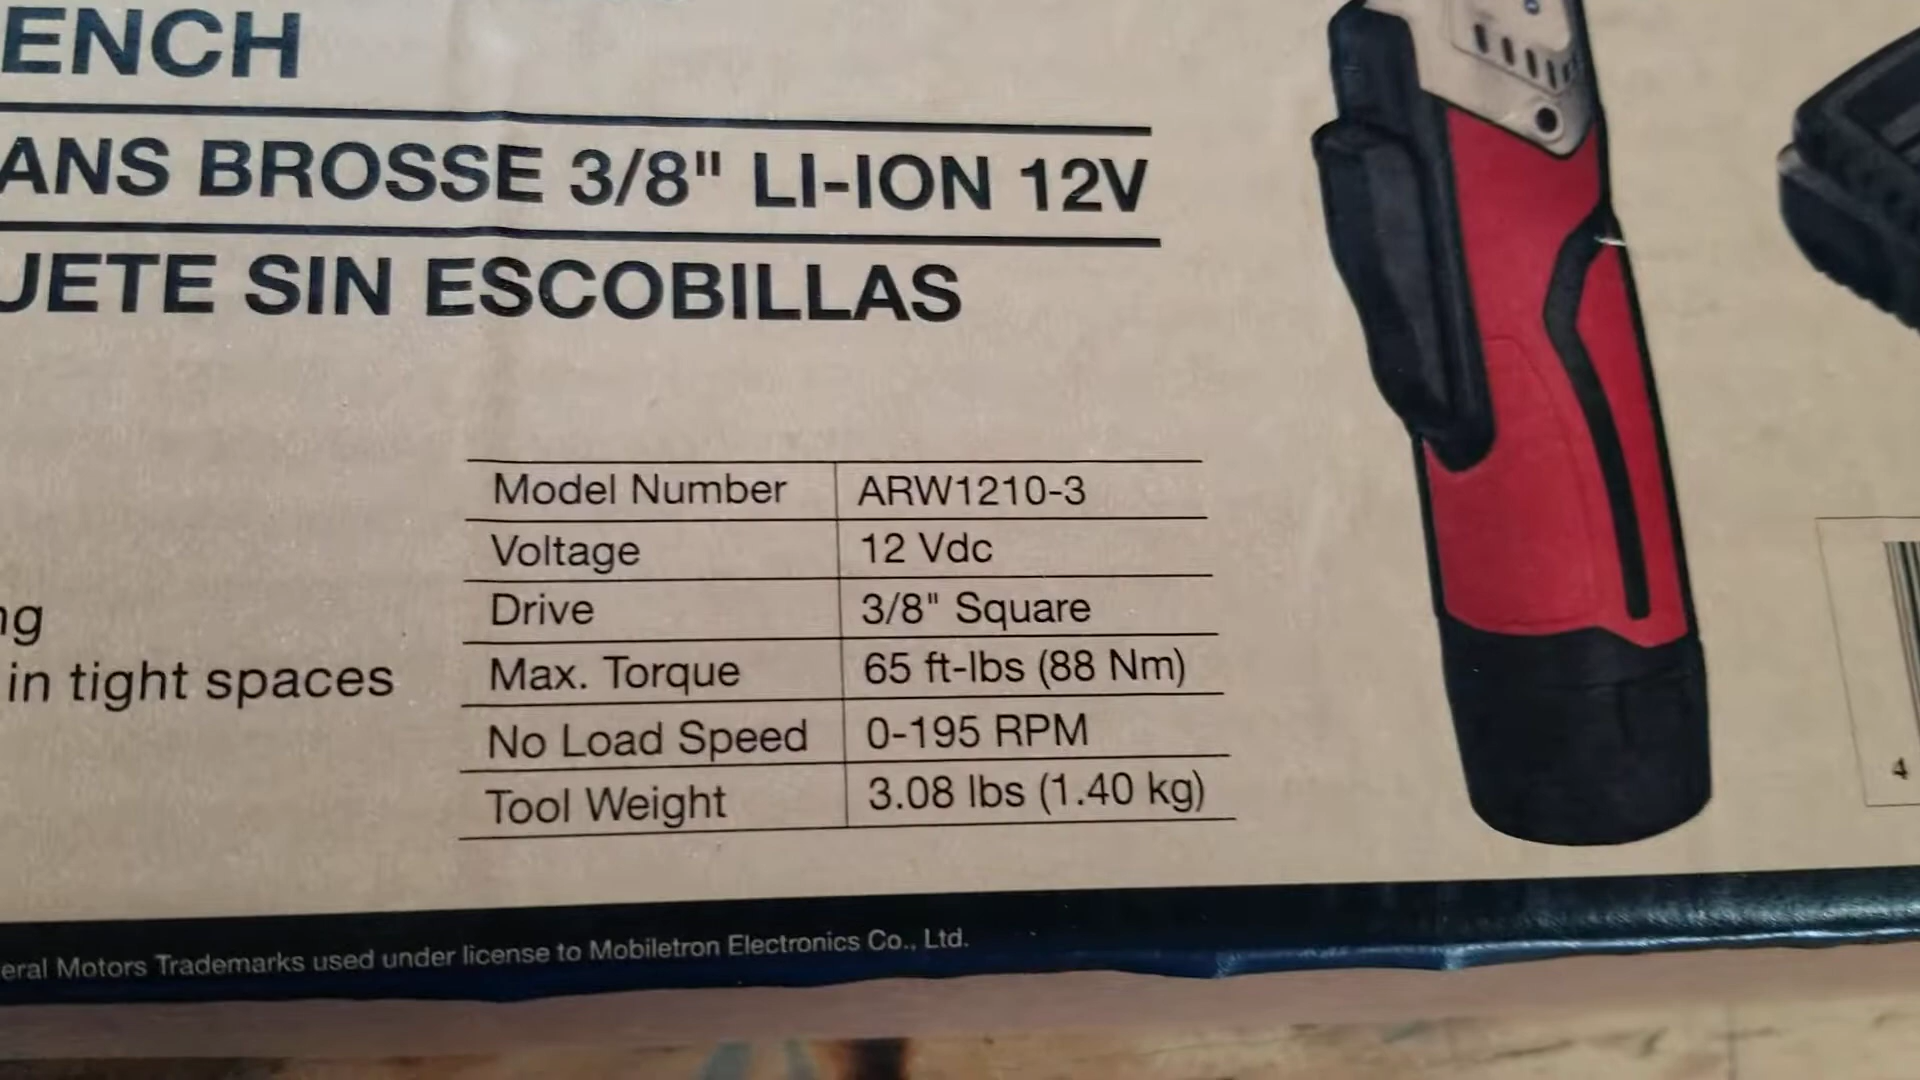 ENCH
ANS BROSSE 3/8" LI-ION 12V
UETE SIN ESCOBILLAS
Model Number ARW1210-3
Voltage 12 Vdc
Drive 3/8" Square
ng
Max. Torque 65 ft-lbs (88 Nm)
in tight spaces
No Load Speed 0-195 RPM
Tool Weight 3.08 lbs (1.40 kg)
4
eral Motors Trademarks used under license to Mobiletron Electronics Co., Ltd.